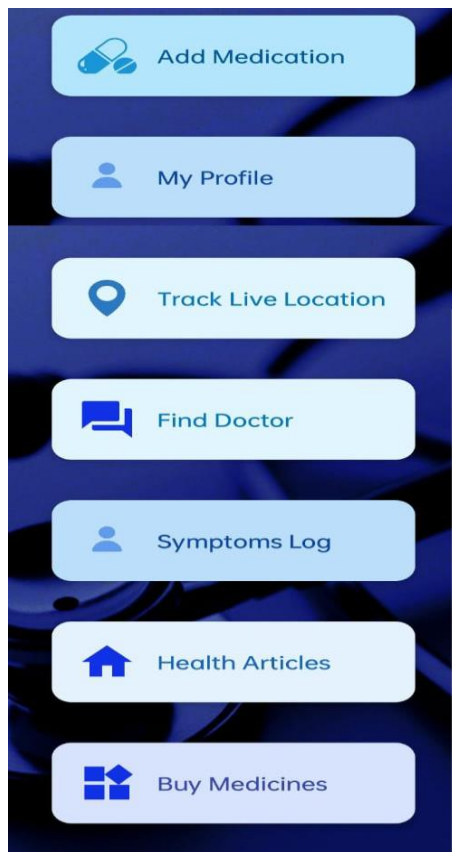 Add Medication
My Profile
Track Live Location
Find Doctor
Symptoms Log
Health Articles
Buy Medicines